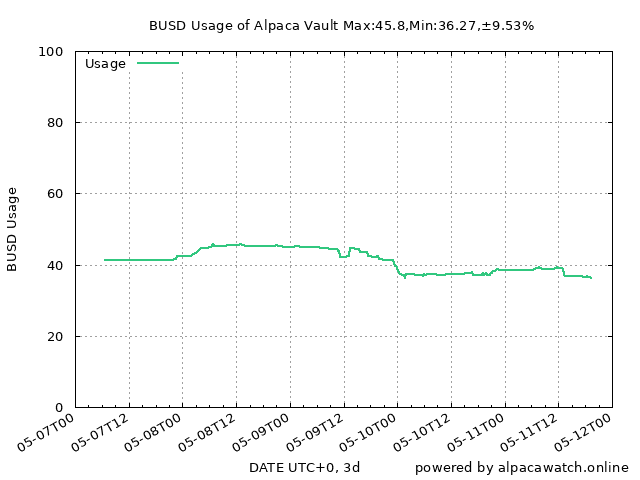 BUSD Usage of Alpaca Vault Max:45.8,Min:36.27,±9.53%
Usage
100
80
60
40
20
0
BUSD Usage
05-07T00
05-07T12
05-08T00
05-08T12
05-09T00
05-09T12
05-10T00
05-10T12
05-11T00
05-11T12
05-12T00
DATE UTC+0, 3d
powered by alpacawatch.online